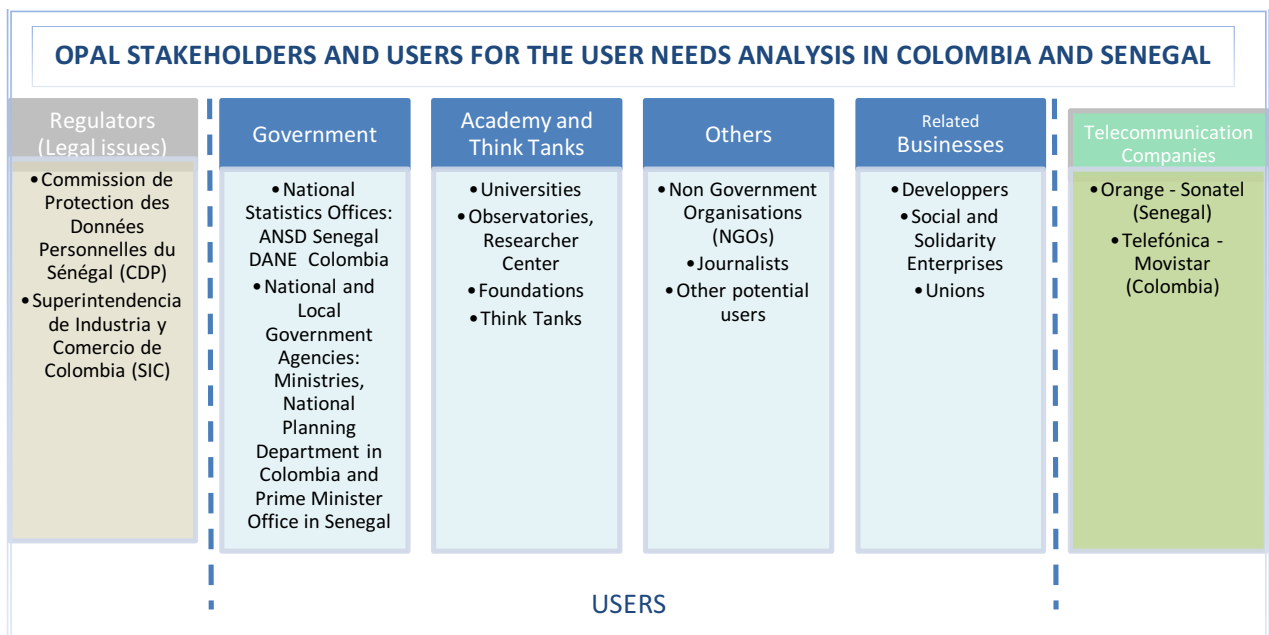 OPAL STAKEHOLDERS AND USERS FOR THE USER NEEDS ANALYSIS IN COLOMBIA AND SENEGAL
Regulators
(Legal issues)
•Commission de
Protection des
Données
Personnelles du
Sénégal (CDP)
•Superintendencia
de Industria y
Comercio de
Colombia (SIC)
Government
•National
Statistics Offices:
ANSD Senegal
DANE Colombia
•National and
Local
Government
Agencies:
Ministries,
National
Planning
Department in
Colombia and
Prime Minister
Office in Senegal
Academy and
Think Tanks
•Universities
•Observatories,
Researcher
Center
•Foundations
•Think Tanks
Others
•Non Government
Organisations
(NGOs)
•Journalists
•Other potential
users
Related
Businesses
•Developpers
•Social and
Solidarity
Enterprises
•Unions
Telecommunication
Companies
•Orange - Sonatel
(Senegal)
•Telefónica -
Movistar
(Colombia)
USERS